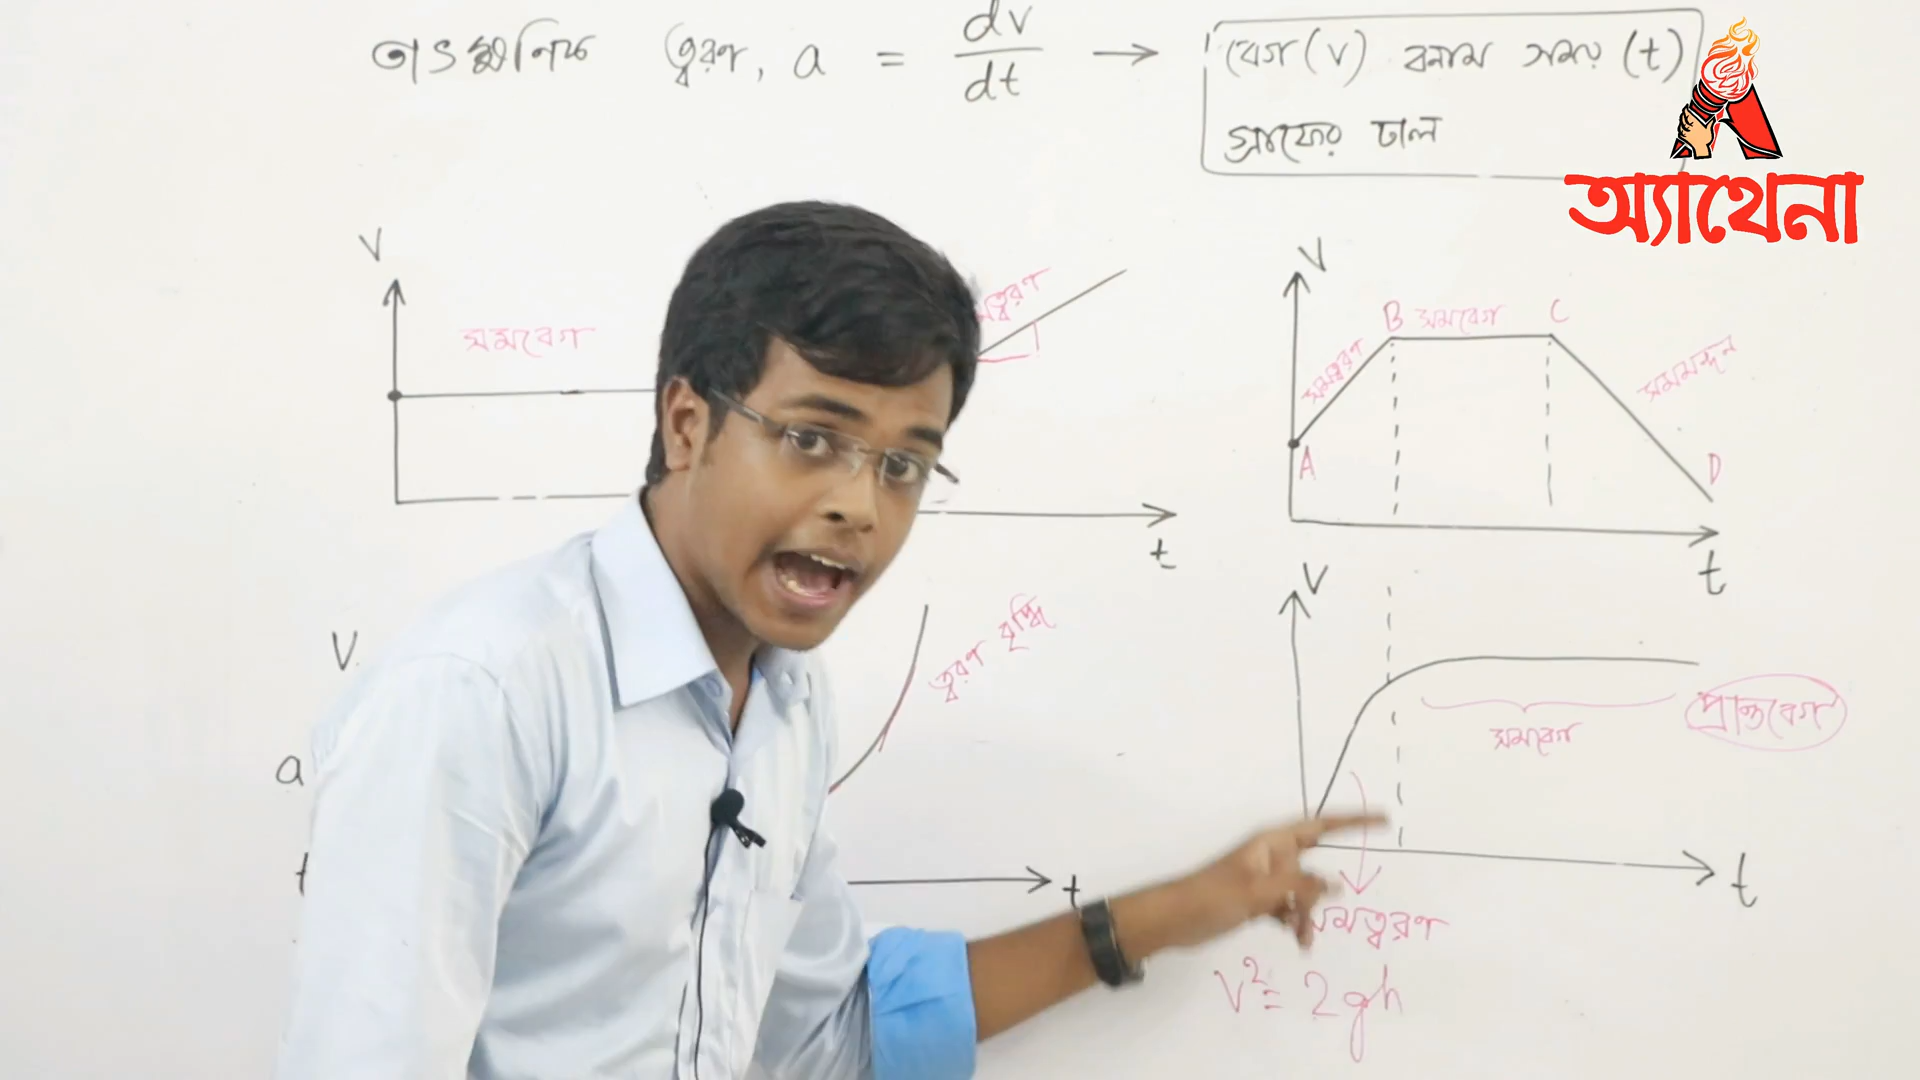 তাৎক্ষণিক ত্বরণ, a = dv/dt → বেগ (v) বনাম সময় (t)
গ্রাফের ঢাল
অ্যাথেনা
V
সমবেগ
সমত্বরণ
t
V
B সমবেগ C
সমত্বরণ
সমমন্দন
A
D
t
V
a
t
ত্বরণ বৃদ্ধি
t
V
সমবেগ
প্রান্তবেগ
t
সমত্বরণ
V² = 2gh